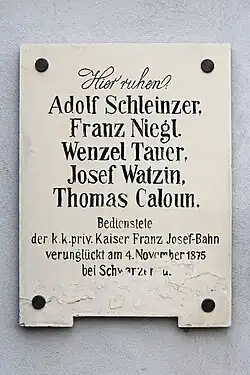 Hier ruhen:
Adolf Schleinzer,
Franz Niegl.
Wenzel Tauer,
Josef Watzin,
Thomas Caloun.
Bedienstete
der k.k.priv. Kaiser Franz Josef-Bahn
verunglückt am 4. November 1875
bei